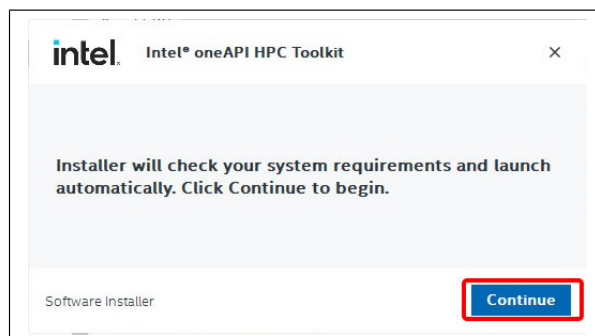 intel.
Intel® oneAPI HPC Toolkit
Installer will check your system requirements and launch
automatically. Click Continue to begin.
Software Installer
Continue